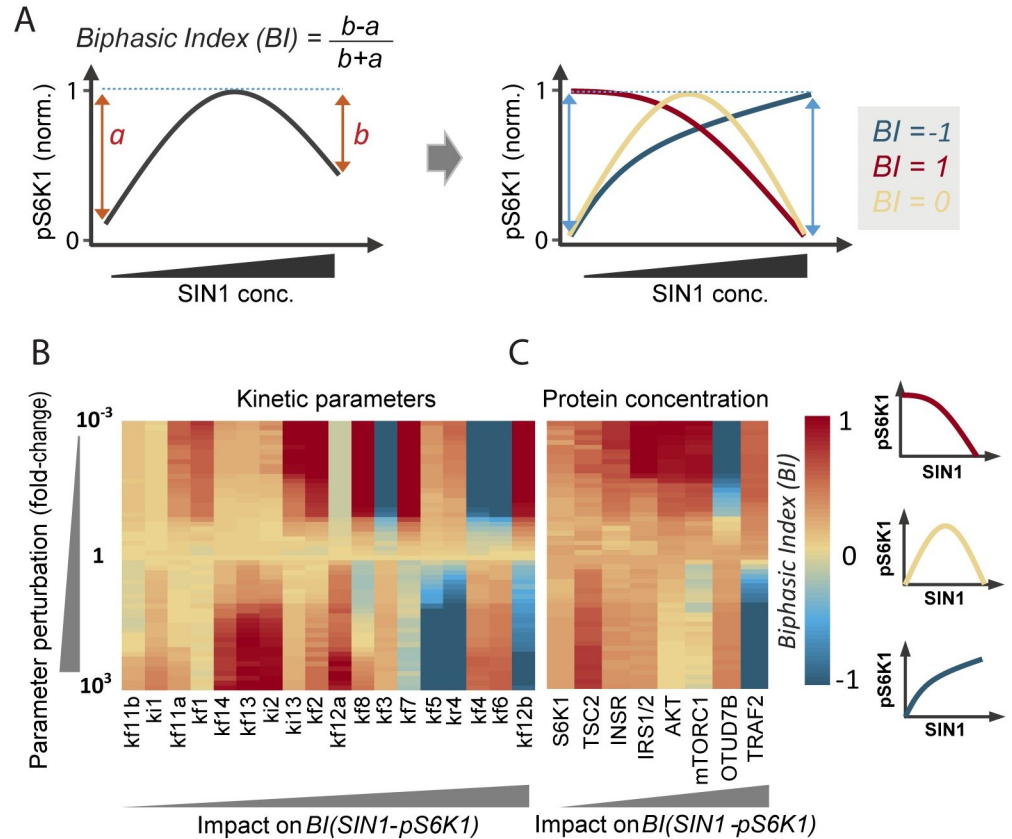 A
Biphasic Index (BI) = b-a
b+a
pS6K1 (norm.)
1
0
a
b
SIN1 conc.
pS6K1 (norm.)
1
0
SIN1 conc.
BI = -1
BI = 1
BI = 0
B
Kinetic parameters
Parameter perturbation (fold-change)
10-3
1
103
kf11b
ki1
kf11a
kf1
kf14
kf13
ki2
ki13
kf2
kf12a
kf8
kf3
kf7
kf5
kr4
kf4
kf6
kf12b
Impact on BI(SIN1-pS6K1)
C
Protein concentration
S6K1
TSC2
INSR
IRS1/2
AKT
mTORC1
OTUD7B
TRAF2
Impact on BI(SIN1-pS6K1)
Biphasic Index (BI)
1
0
-1
pS6K1
SIN1
pS6K1
SIN1
pS6K1
SIN1